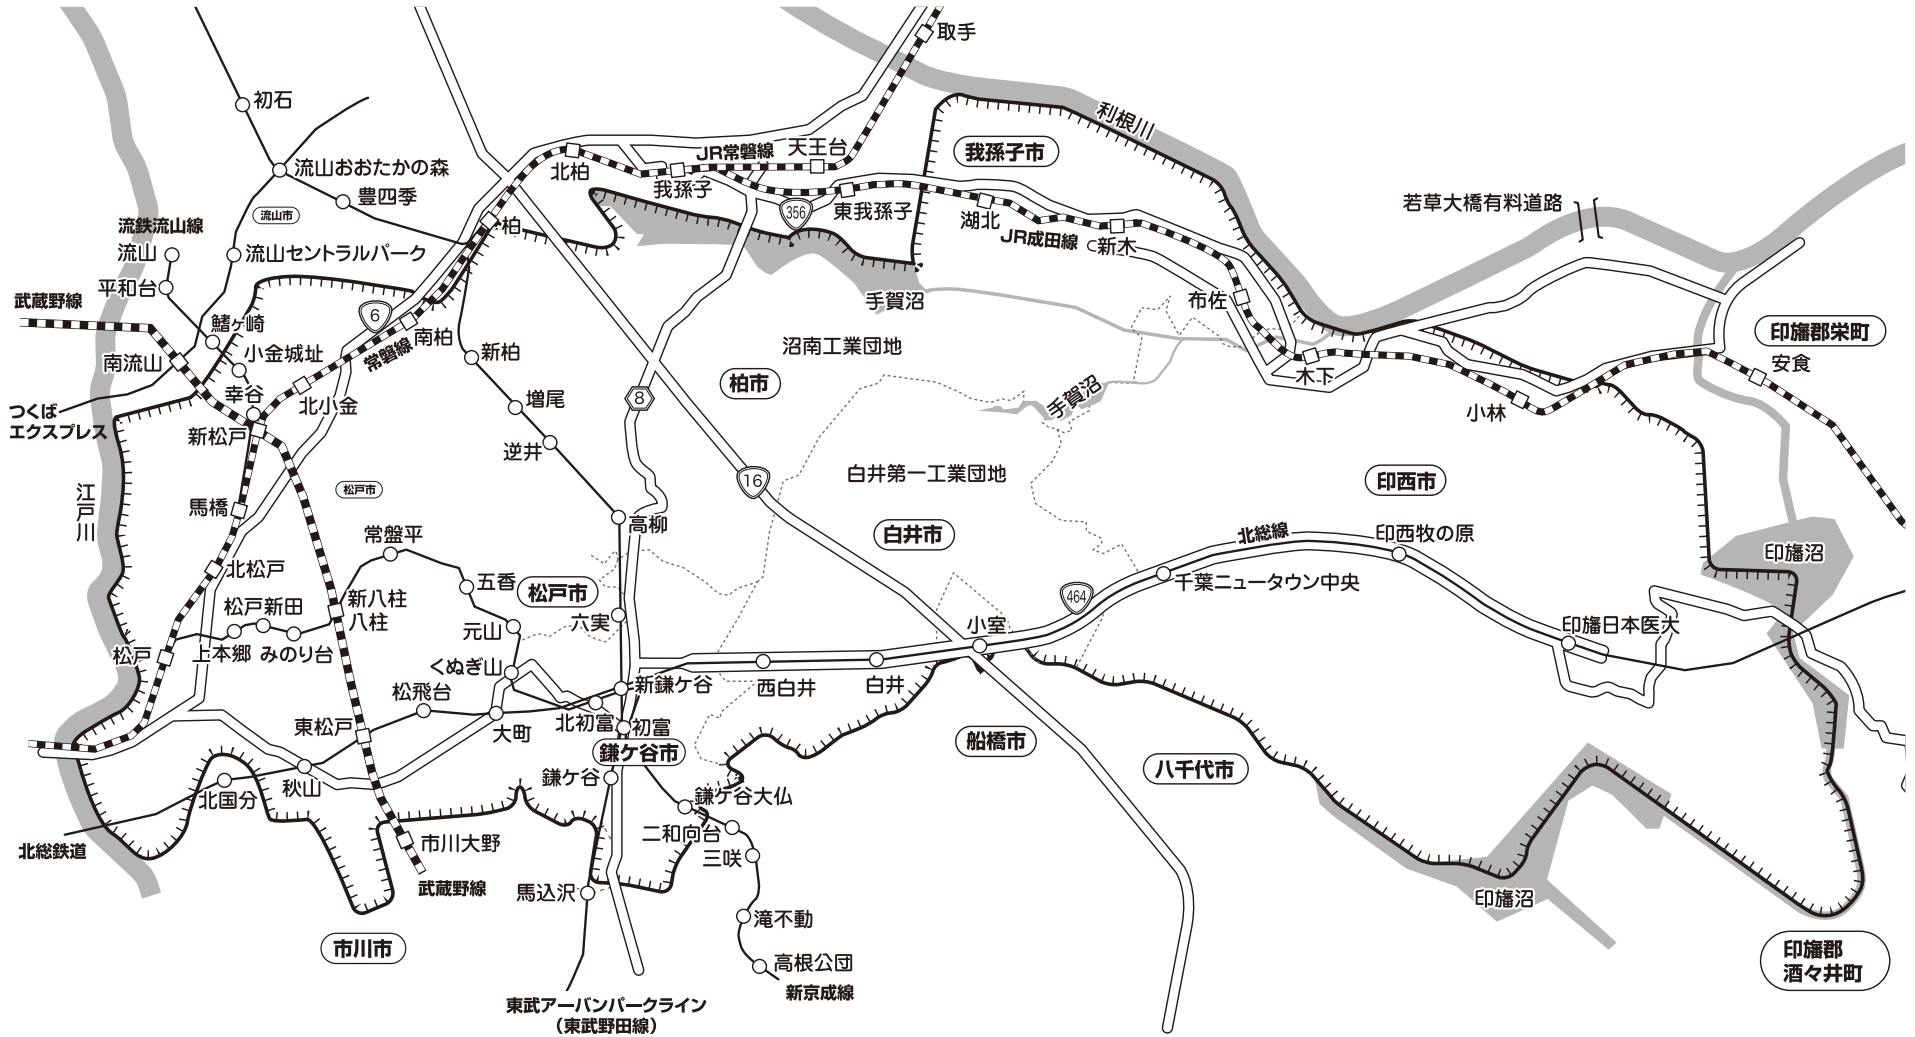 取手
初石
利根川
流山おおたかの森
北柏
JR常磐線
天王台
我孫子市
我孫子
豊四季
流山市
流鉄流山線
柏
356
東我孫子
湖北
若草大橋有料道路
流山
流山セントラルパーク
JR成田線
新木
平和台
武蔵野線
6
手賀沼
布佐
鰭ヶ崎
南柏
常磐線
印旛郡栄町
南流山
小金城址
新柏
沼南工業団地
安食
幸谷
柏市
木下
つくば
エクスプレス
北小金
増尾
8
手賀沼
小林
新松戸
逆井
白井第一工業団地
印西市
江戸川
松戸市
16
馬橋
高柳
白井市
北総線
印西牧の原
常盤平
印旛沼
北松戸
五香
松戸市
464
千葉ニュータウン中央
松戸新田
新八柱
八柱
元山
六実
小室
印旛日本医大
松戸
上本郷
みのり台
くぬぎ山
新鎌ケ谷
西白井
白井
松飛台
東松戸
大町
北初富
初富
船橋市
鎌ケ谷市
八千代市
北国分
秋山
鎌ケ谷
鎌ケ谷大仏
二和向台
北総鉄道
市川大野
三咲
武蔵野線
馬込沢
印旛沼
滝不動
市川市
高根公団
新京成線
印旛郡
酒々井町
東武アーバンパークライン
（東武野田線）